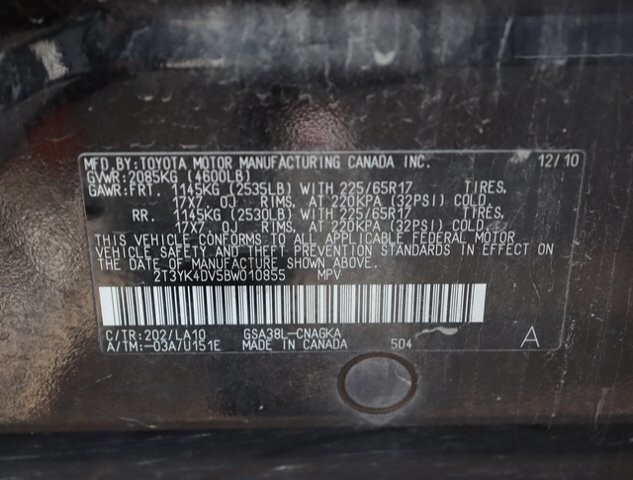 MFD. BY: TOYOTA MOTOR MANUFACTURING CANADA INC. 12/10
GVWR: 2085KG (4600LB)
GAWR: FRT. 1145KG (2535LB) WITH 225/65R17 TIRES,
17X7. OJ RIMS, AT 220KPA (32PSI) COLD.
RR. 1145KG (2530LB) WITH 225/65R17 TIRES,
17X7. OJ RIMS, AT 220KPA (32PSI) COLD.
THIS VEHICLE CONFORMS TO ALL APPLICABLE FEDERAL MOTOR
VEHICLE SAFETY AND THEFT PREVENTION STANDARDS IN EFFECT
ON THE DATE OF MANUFACTURE SHOWN ABOVE.
2T3YK4DV5BW010855 MPV
C/TR: 202/LA10 GSA38L-CNAGKA
A/TM: -03A/U151E MADE IN CANADA 504 A